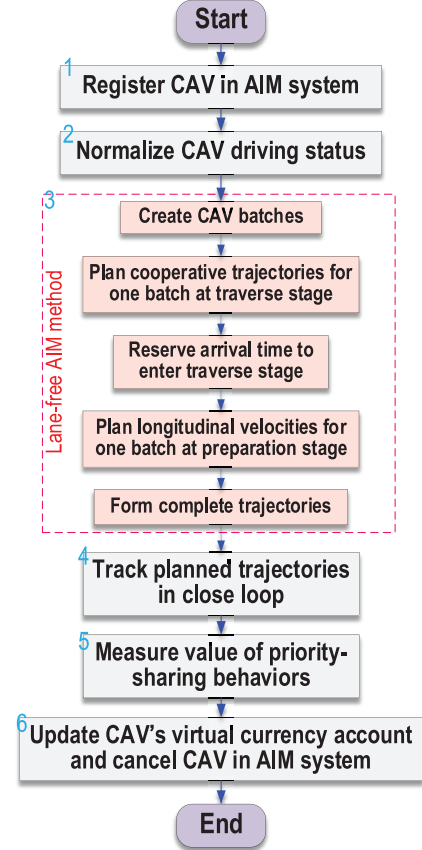 Start
1
Register CAV in AIM system
2
Normalize CAV driving status
3
Lane-free AIM method
Create CAV batches
Plan cooperative trajectories for
one batch at traverse stage
Reserve arrival time to
enter traverse stage
Plan longitudinal velocities for
one batch at preparation stage
Form complete trajectories
4
Track planned trajectories
in close loop
5
Measure value of priority-
sharing behaviors
6
Update CAV's virtual currency account
and cancel CAV in AIM system
End